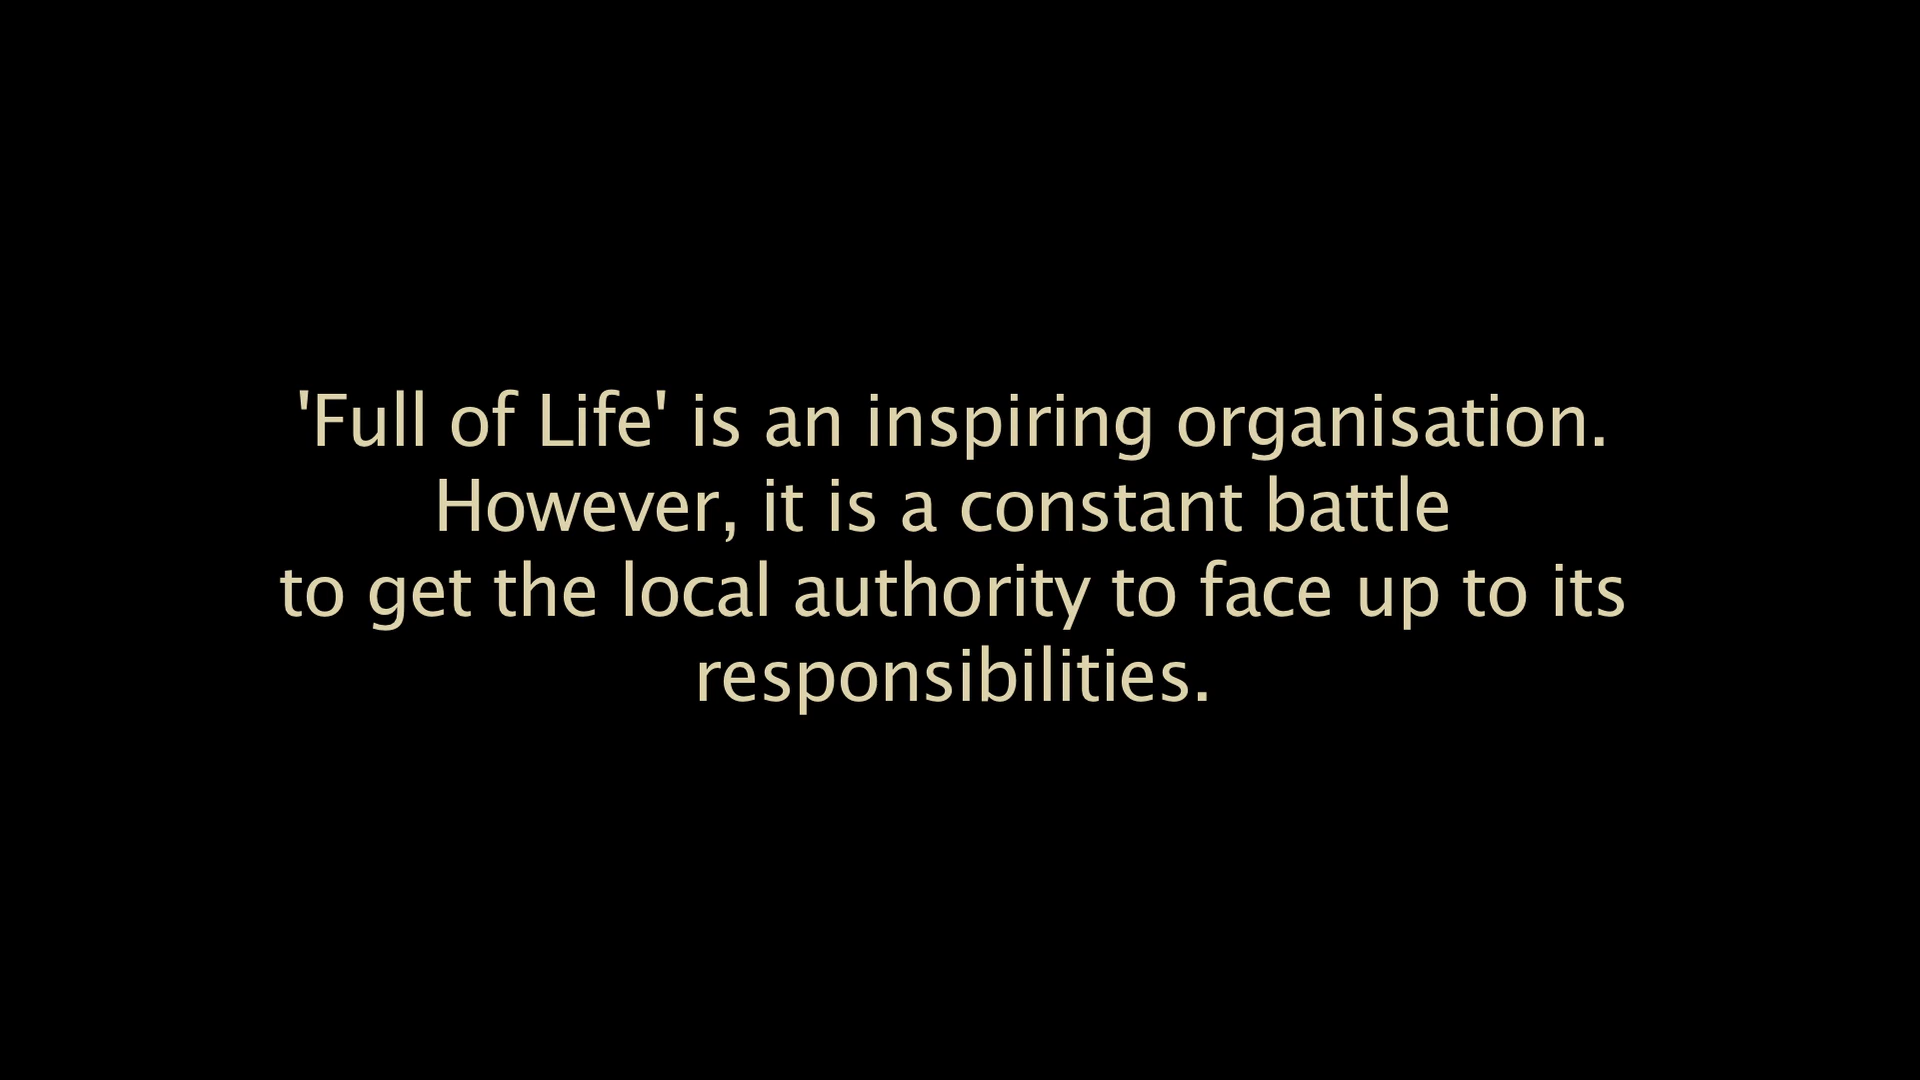 'Full of Life' is an inspiring organisation.
However, it is a constant battle
to get the local authority to face up to its
responsibilities.